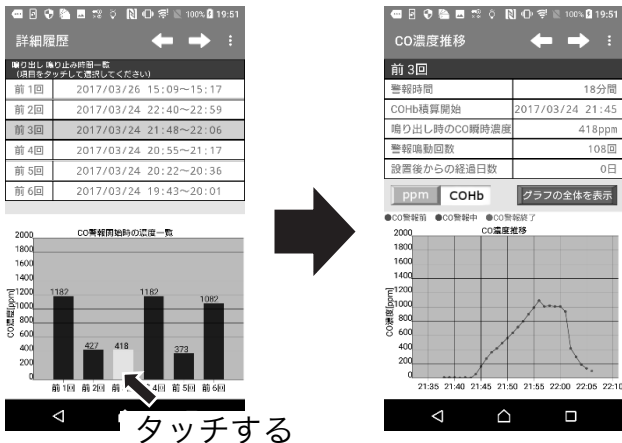 100% 19:51
詳細履歴
鳴り出し 鳴り止み時間一覧
(項目をタッチして選択してください)
前 1回 2017/03/26 15:09〜15:17
前 2回 2017/03/24 22:40〜22:59
前 3回 2017/03/24 21:48〜22:06
前 4回 2017/03/24 20:55〜21:17
前 5回 2017/03/24 20:22〜20:36
前 6回 2017/03/24 19:43〜20:01
CO警報開始時の濃度一覧
CO濃度[ppm]
2000
1800
1600
1400
1200
1000
800
600
400
200
0
1182
427
418
1182
373
1082
前 1回 前 2回 前 4回 前 5回 前 6回
タッチする
100% 19:51
CO濃度推移
前 3回
警報時間 18分間
COHb積算開始 2017/03/24 21:45
鳴り出し時のCO瞬時濃度 418ppm
警報鳴動回数 108回
設置後からの経過日数 0日
ppm COHb グラフの全体を表示
●CO警報前 ●CO警報中 ●CO警報終了
CO濃度推移
CO濃度[ppm]
2000
1800
1600
1400
1200
1000
800
600
400
200
0
21:35 21:40 21:45 21:50 21:55 22:00 22:05 22:10